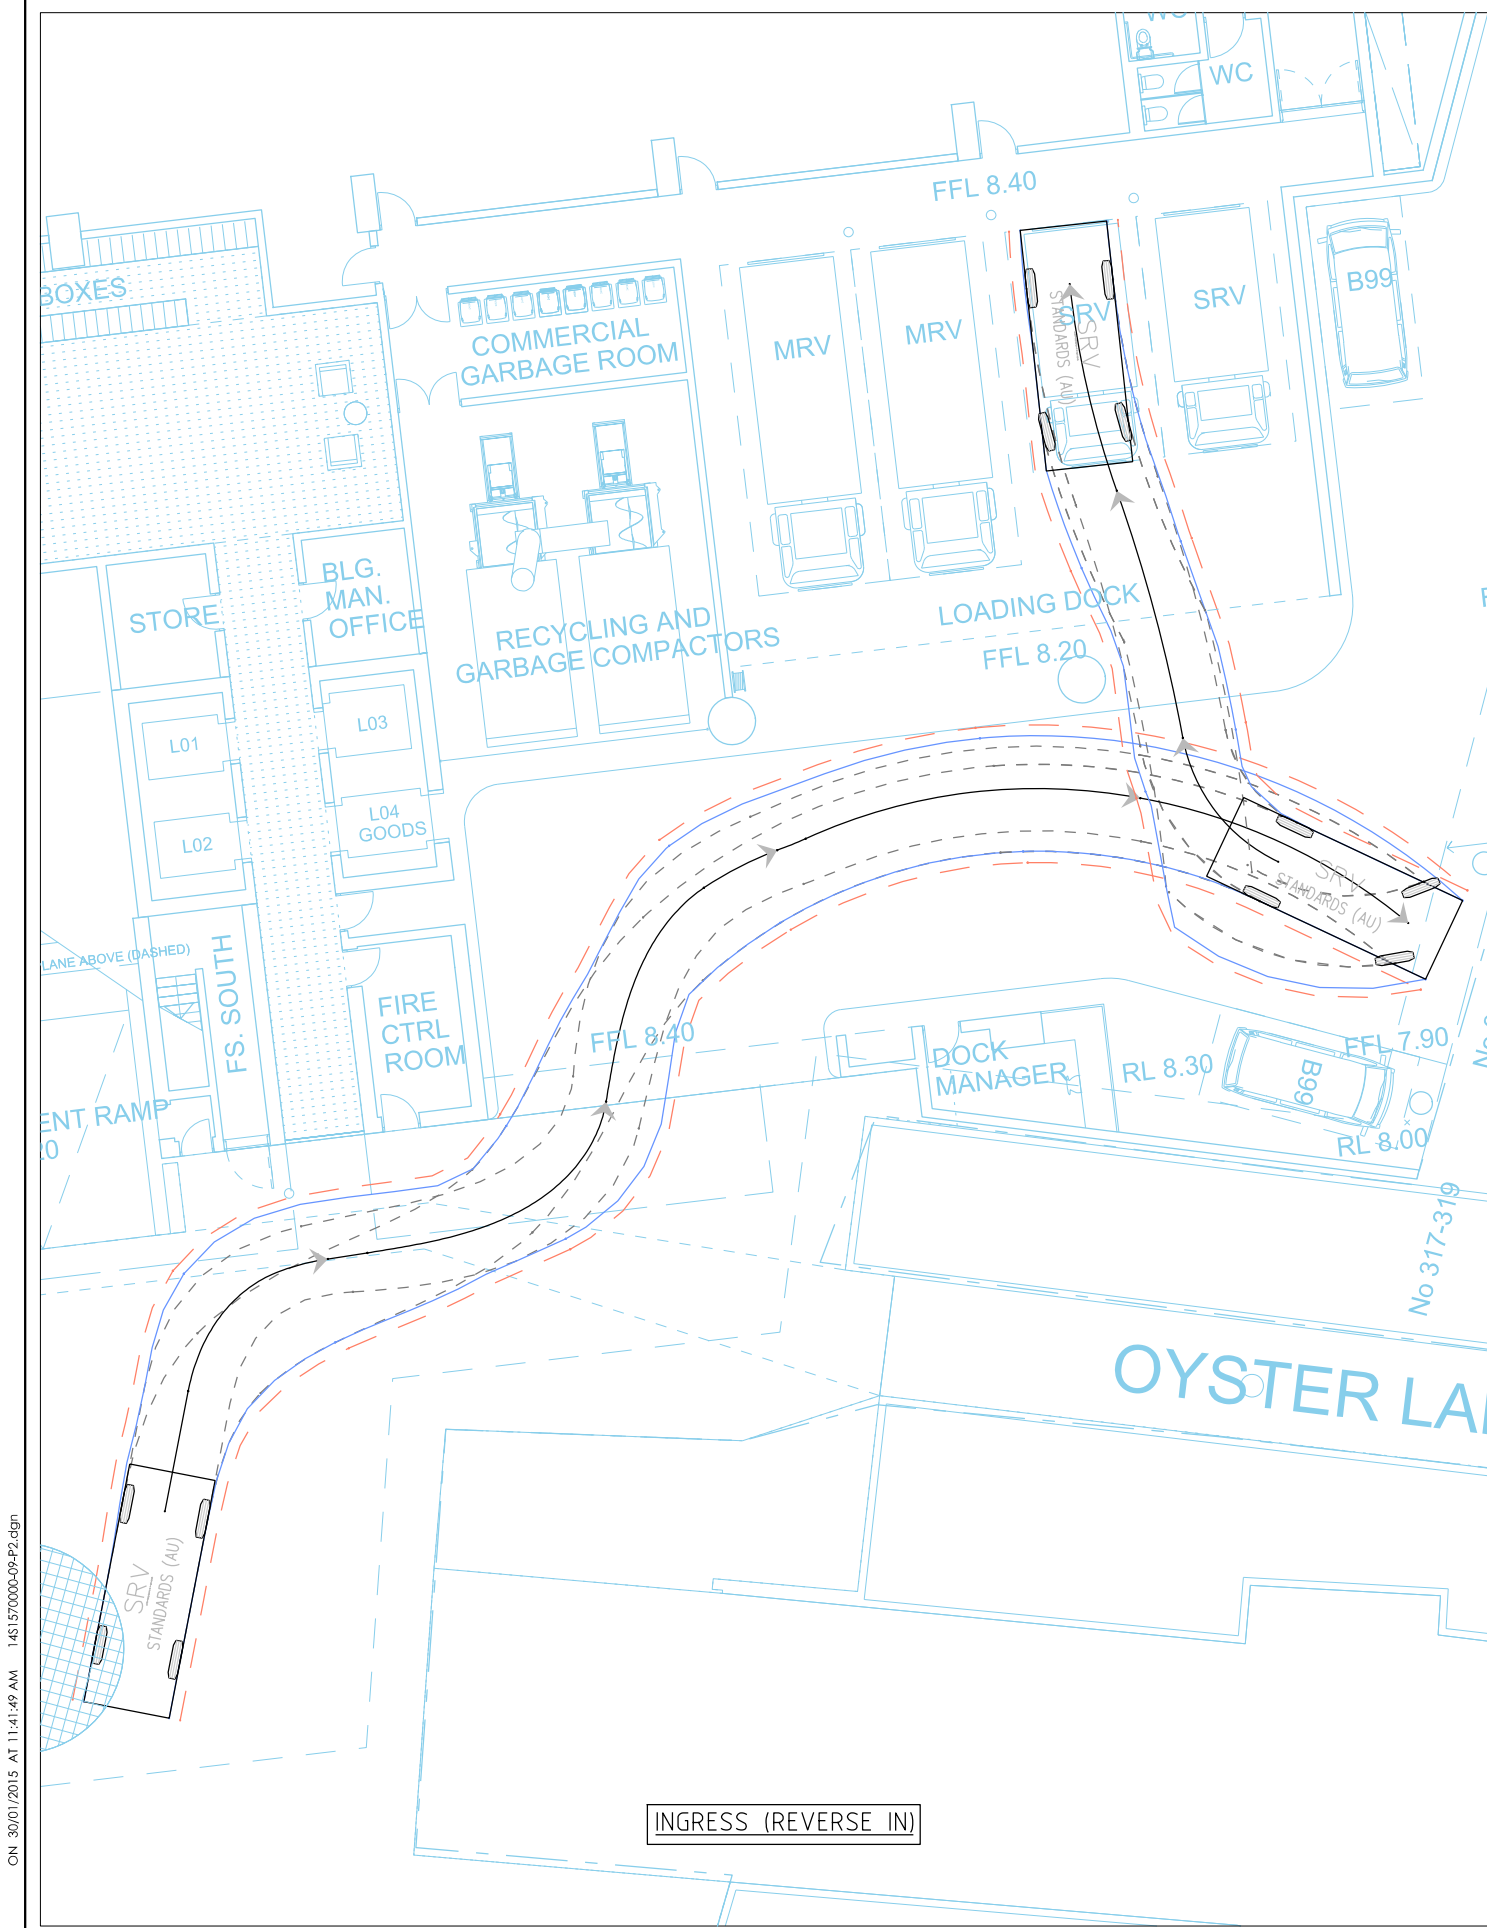 WC
WC
FFL 8.40
BOXES
B99
SRV
SRV
SRV
STANDARDS (AU)
MRV
MRV
COMMERCIAL
GARBAGE ROOM
BLG.
MAN.
OFFICE
STORE
LOADING DOCK
RECYCLING AND
GARBAGE COMPACTORS
FFL 8.20
L01
L03
L02
L04
GOODS
SRV
STANDARDS (AU)
LANE ABOVE (DASHED)
FS. SOUTH
FIRE
CTRL
ROOM
FFL 8.40
DOCK
MANAGER
RL 8.30
B99
FFL 7.90
RL 8.00
ENT RAMP
20
No 317-319
OYSTER LA
SRV
STANDARDS (AU)
INGRESS (REVERSE IN)
ON 30/01/2015 AT 11:41:49 AM 14S1570000-09-P2.dgn